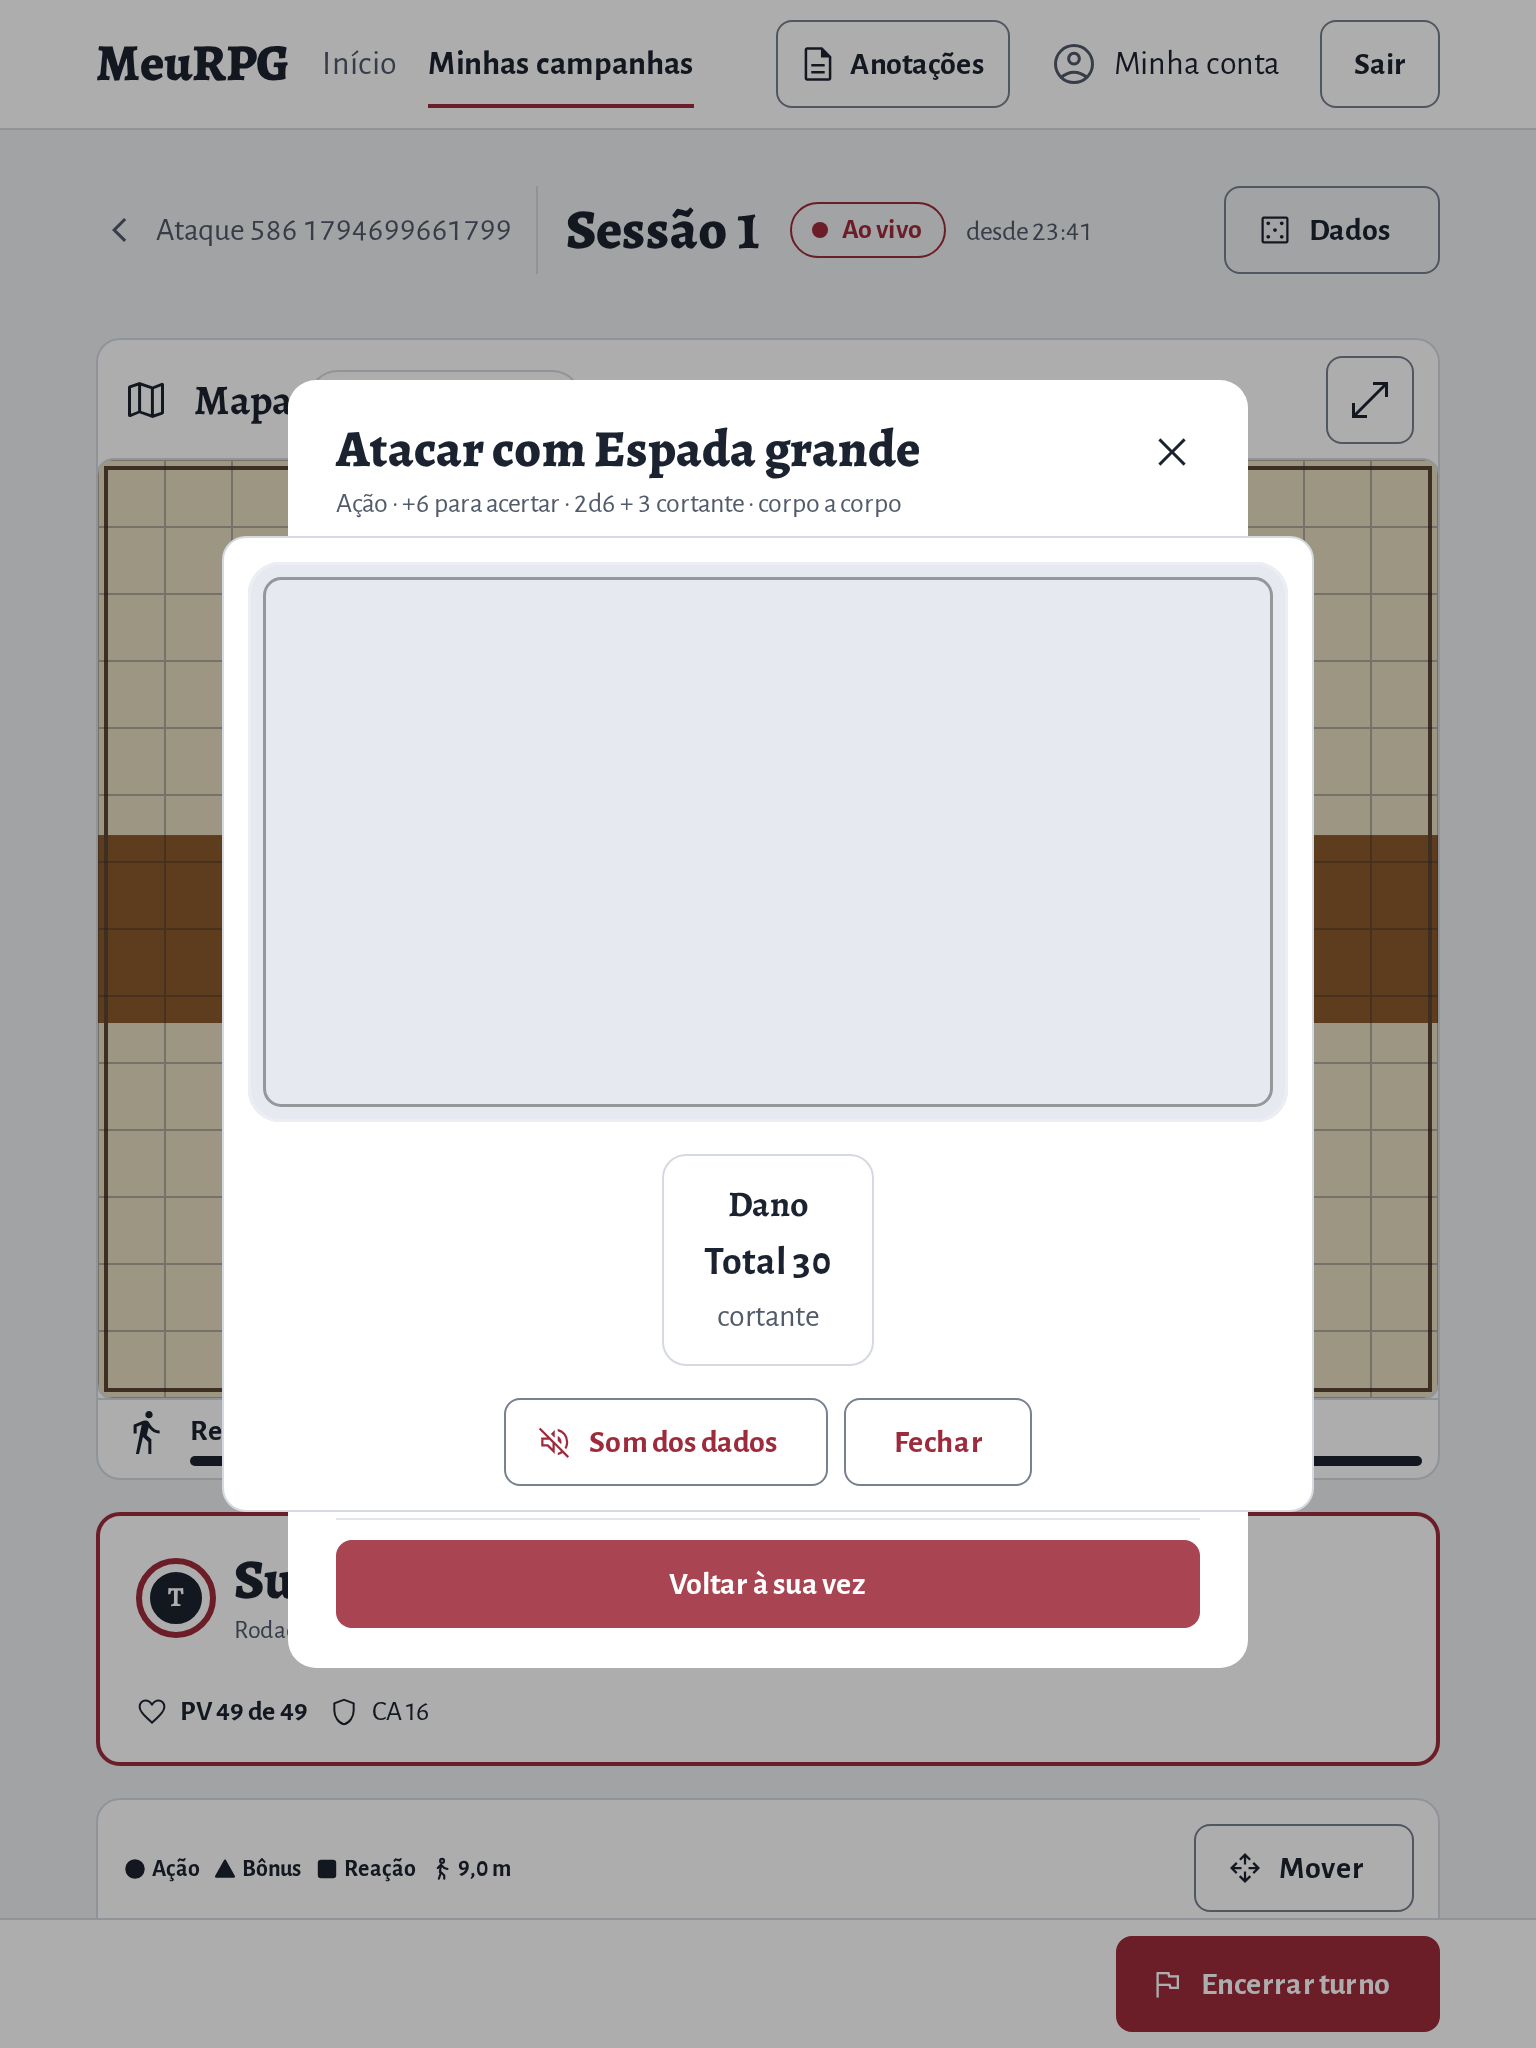 MeuRPG Início Minhas campanhas Anotações Minha conta Sair
Ataque 586 1794699661799 Sessão 1 Ao vivo desde 23:41 Dados
Mapa
Atacar com Espada grande
Ação · +6 para acertar · 2d6 + 3 cortante · corpo a corpo
Dano
Total 30
cortante
Som dos dados Fechar
Voltar à sua vez
T
PV 49 de 49 CA 16
Ação Bônus Reação 9,0 m Mover
Encerrar turno